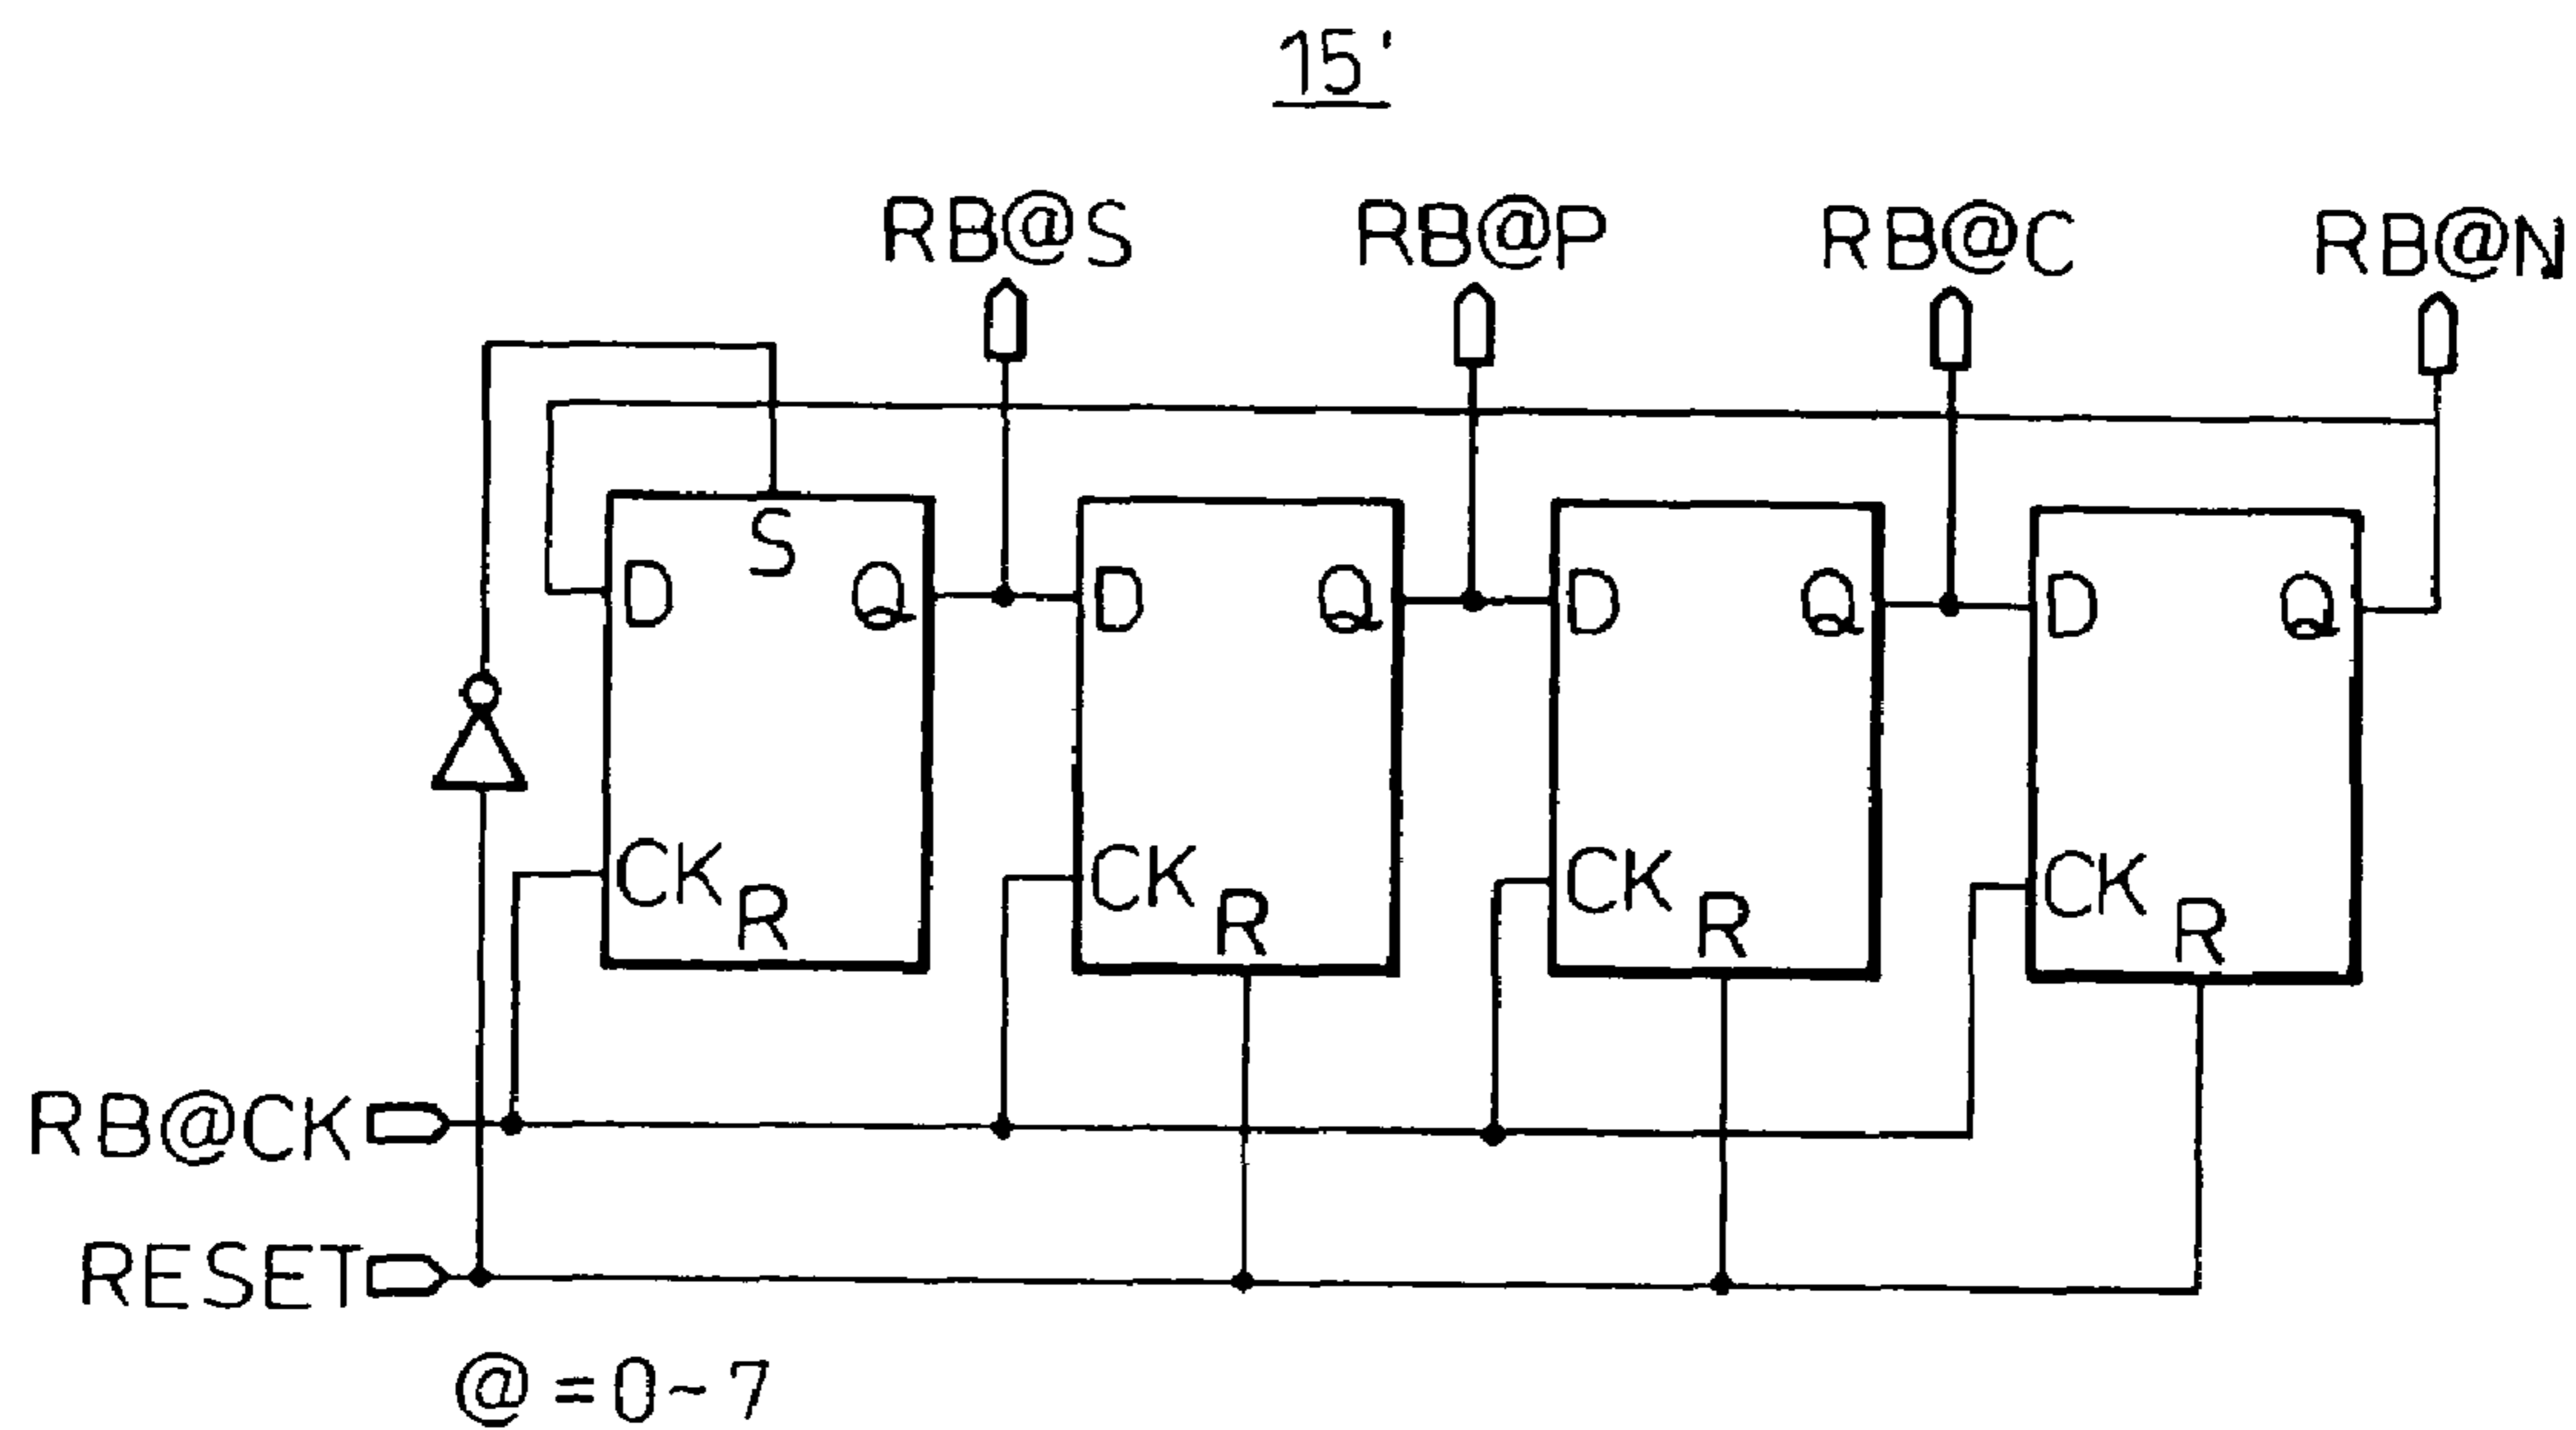 15'
RB@S RB@P RB@C RB@N
S
D Q D Q D Q D Q
CK R CK R CK R CK R
RB@CK
RESET
@=0~7